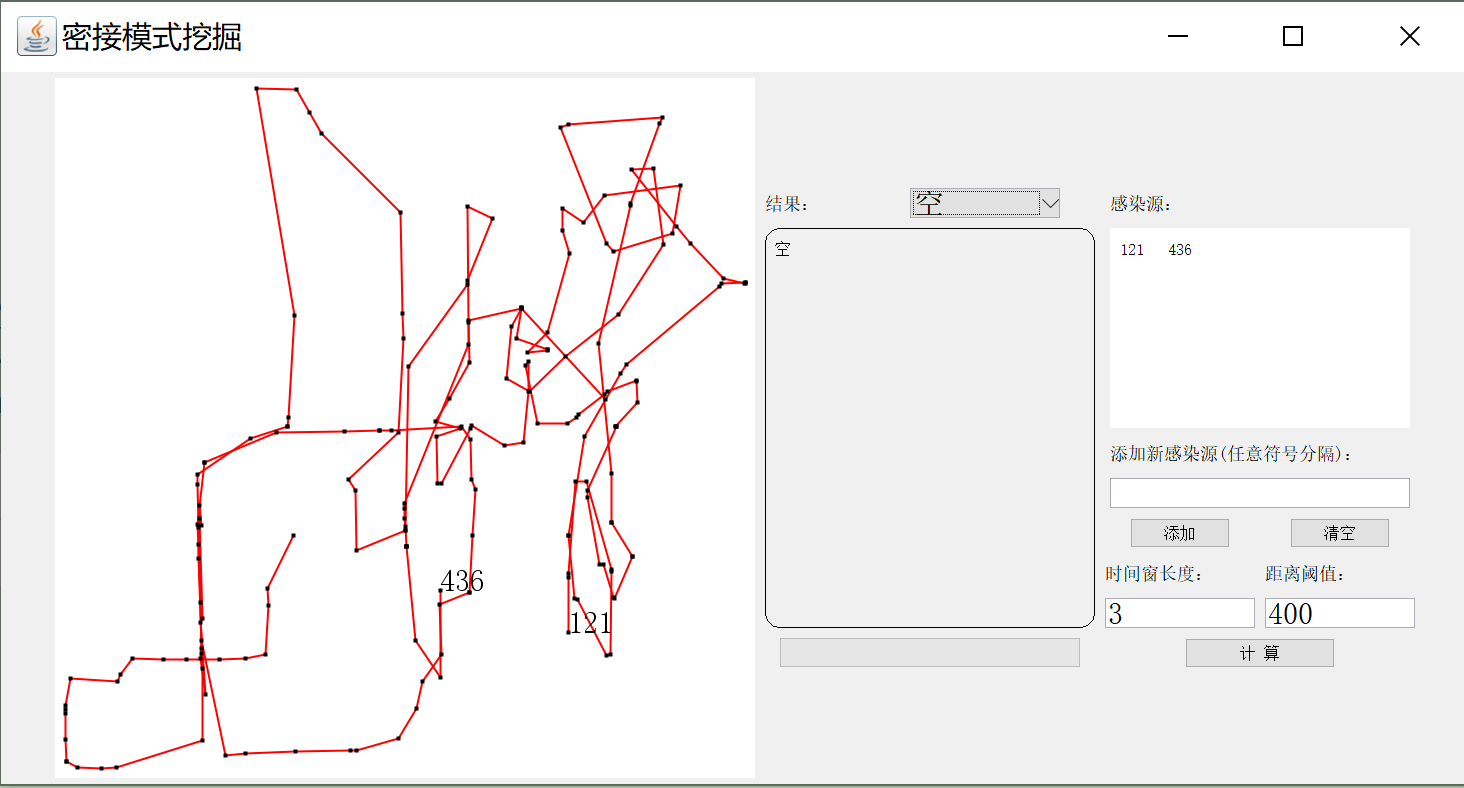 密接模式挖掘
结果：
空
感染源：
空
121 436
添加新感染源(任意符号分隔)：
添加
清空
时间窗长度：
距离阈值：
3
400
计 算
436
121